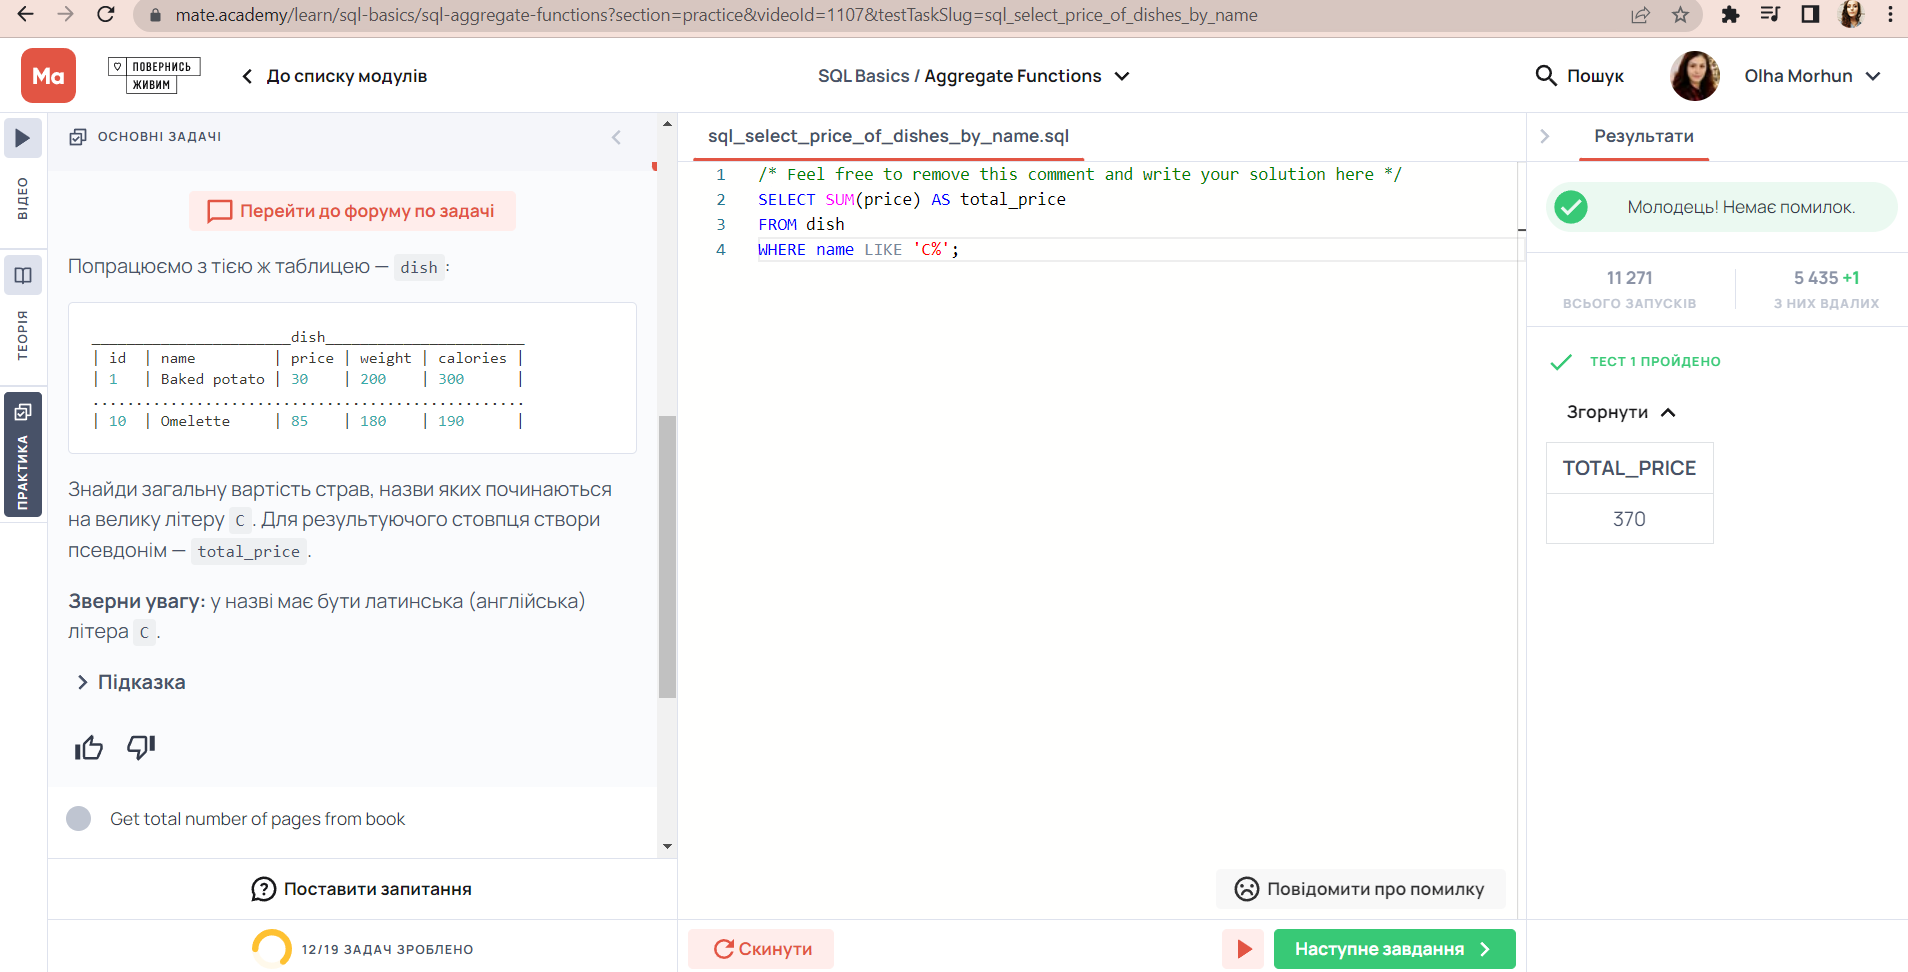 mate.academy/learn/sql-basics/sql-aggregate-functions?section=practice&videoId=1107&testTaskSlug=sql_select_price_of_dishes_by_name
Ma
ПОВЕРНИСЬ
ЖИВИМ
До списку модулів
SQL Basics / Aggregate Functions
Пошук
Olha Morhun
ВІДЕО
ТЕОРІЯ
ПРАКТИКА
ОСНОВНІ ЗАДАЧІ
Перейти до форуму по задачі
Попрацюємо з тією ж таблицею — dish :
_______________________dish_______________________
| id  | name         | price | weight | calories |
| 1   | Baked potato | 30    | 200    | 300      |
..................................................
| 10  | Omelette     | 85    | 180    | 190      |
Знайди загальну вартість страв, назви яких починаються
на велику літеру C . Для результуючого стовпця створи
псевдонім — total_price .
Зверни увагу: у назві має бути латинська (англійська)
літера C .
Підказка
Get total number of pages from book
Поставити запитання
12/19 ЗАДАЧ ЗРОБЛЕНО
sql_select_price_of_dishes_by_name.sql
1 /* Feel free to remove this comment and write your solution here */
2 SELECT SUM(price) AS total_price
3 FROM dish
4 WHERE name LIKE 'C%';
Повідомити про помилку
Скинути
Наступне завдання
Результати
Молодець! Немає помилок.
11 271
ВСЬОГО ЗАПУСКІВ
5 435 +1
З НИХ ВДАЛИХ
ТЕСТ 1 ПРОЙДЕНО
Згорнути
TOTAL_PRICE
370